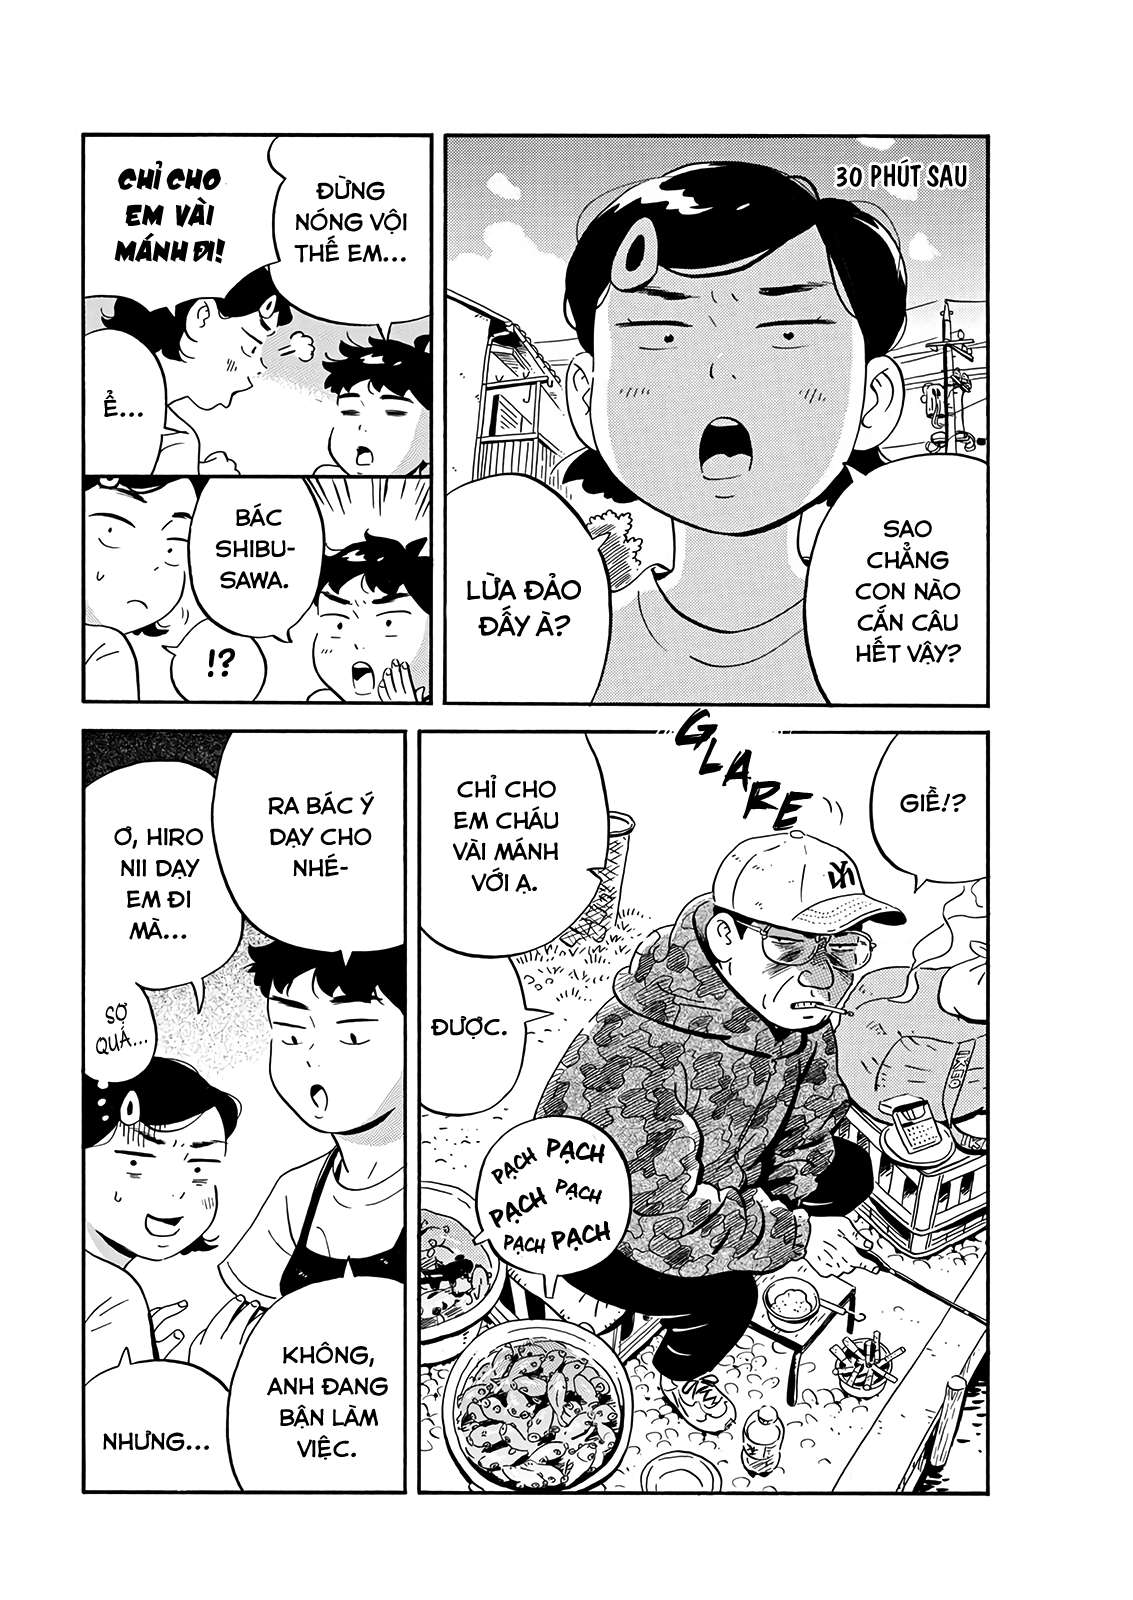 30 PHÚT SAU
SAO
CHẲNG
CON NÀO
CẮN CÂU
HẾT VẬY?
LỪA ĐẢO
ĐẤY À?
ĐỪNG
NÓNG VỘI
THẾ EM...
CHỈ CHO
EM VÀI
MÁNH ĐI!
Ể...
BÁC
SHIBU-
SAWA.
!?
GIỀ!?
GLARE
CHỈ CHO
EM CHÁU
VÀI MÁNH
VỚI Ạ.
ĐƯỢC.
PẠCH PẠCH
PẠCH PẠCH
PẠCH PẠCH
RA BÁC Ý
DẠY CHO
NHÉ-
Ơ, HIRO
NII DẠY
EM ĐI
MÀ...
SỢ
QUÁ...
KHÔNG,
ANH ĐANG
BẬN LÀM
VIỆC.
NHƯNG...